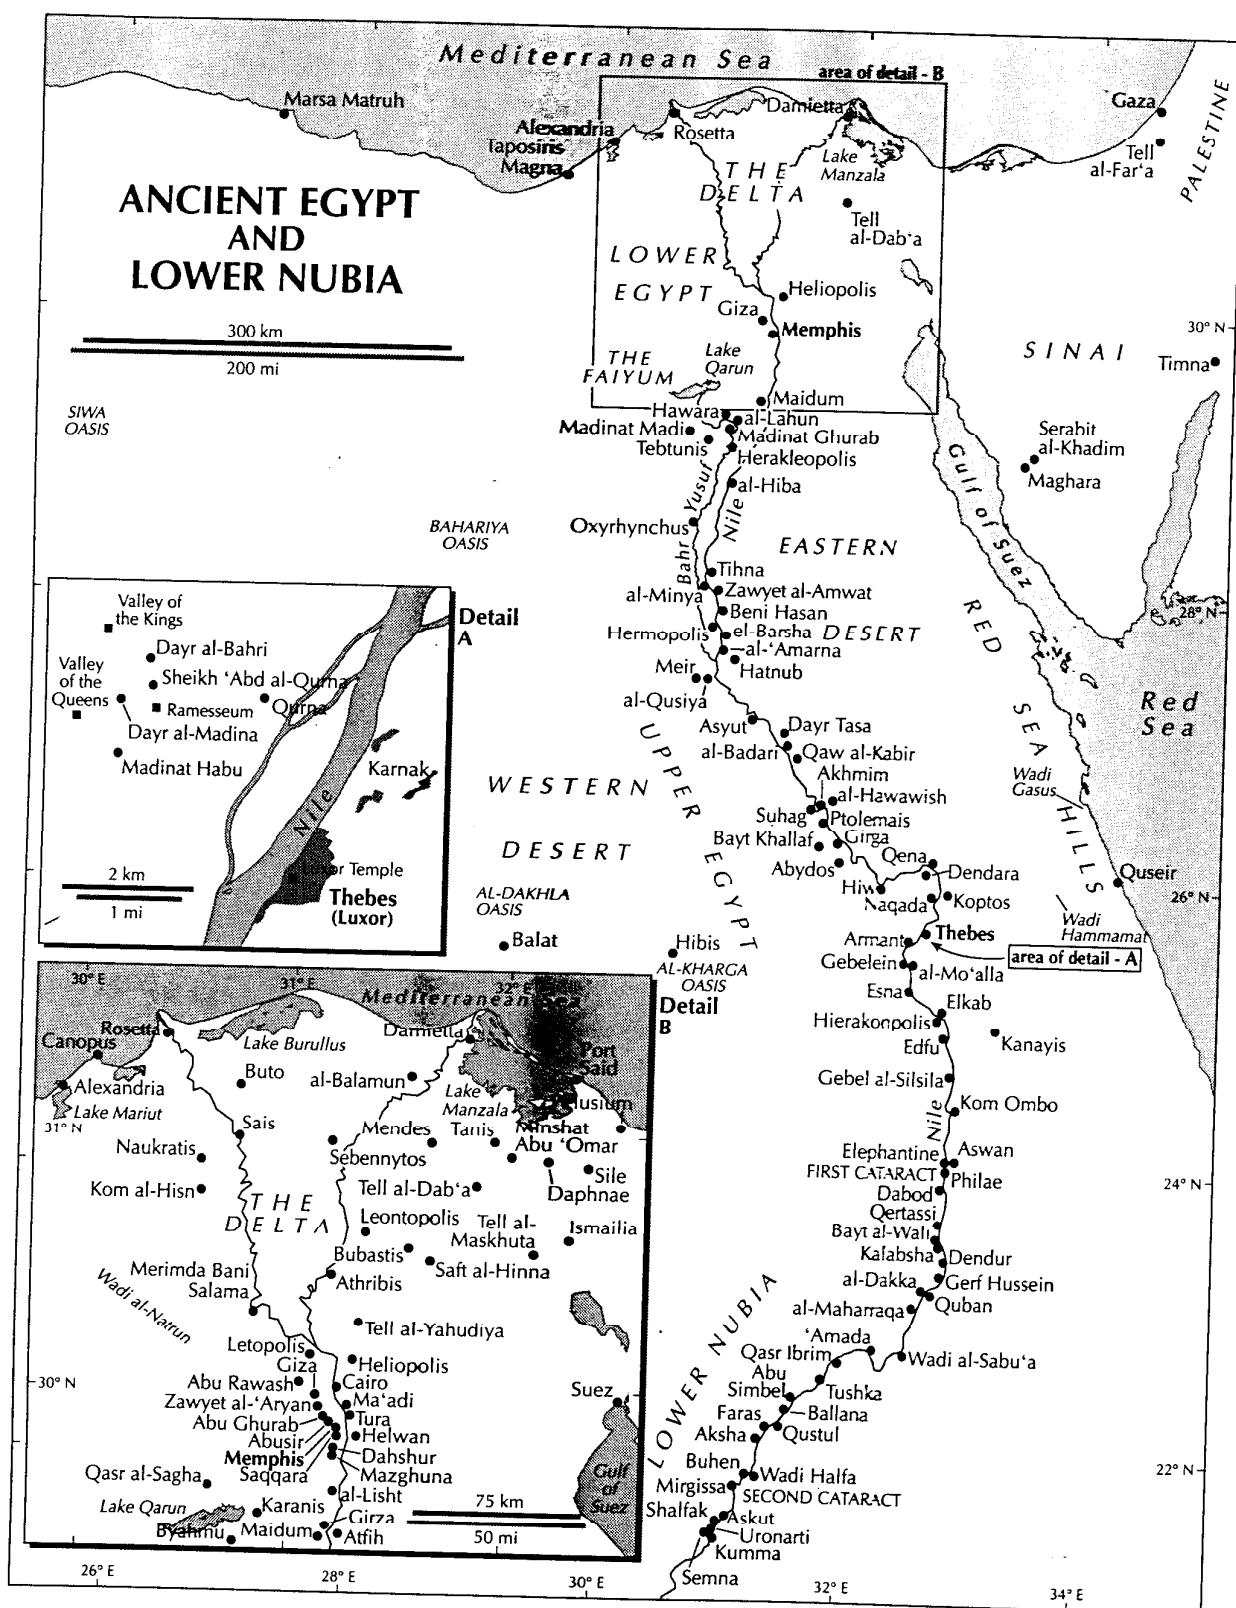 Mediterranean Sea
area of detail - B
Marsa Matruh
Alexandria
Taposiris
Magna
Rosetta
Damietta
Gaza
Tell
al-Far‘a
PALESTINE
Lake
Manzala
THE
DELTA
Tell
al-Dab‘a
ANCIENT EGYPT
AND
LOWER NUBIA
300 km
200 mi
LOWER
EGYPT
Heliopolis
Giza
Memphis
30° N
SINAI
Timna
THE
FAIYUM
Lake
Qarun
Maidum
SIWA
OASIS
Hawara
al-Lahun
Madinat Madi
Madinat Ghurab
Tebtunis
Herakleopolis
Serabit
al-Khadim
Maghara
Gulf of Suez
al-Hiba
Bahr Yusuf
Nile
BAHARIYA
OASIS
Oxyrhynchus
EASTERN
DESERT
Tihna
al-Minya
Zawyet al-Amwat
Beni Hasan
28° N
Hermopolis
el-Barsha
al-‘Amarna
Hatnub
Meir
al-Qusiya
RED SEA HILLS
Red
Sea
Asyut
Dayr Tasa
al-Badari
Qaw al-Kabir
UPPER EGYPT
WESTERN
DESERT
Akhmim
al-Hawawish
Suhag
Ptolemais
Wadi
Gasus
Bayt Khallaf
Girga
Abydos
Qena
Dendara
Quseir
Hiw
26° N
Naqada
Koptos
Wadi
Hammamat
AL-DAKHLA
OASIS
Balat
Hibis
AL-KHARGA
OASIS
Armant
Thebes
area of detail - A
Gebelein
al-Mo‘alla
Esna
Elkab
Hierakonpolis
Kanayis
Edfu
Gebel al-Silsila
Nile
Kom Ombo
Elephantine
Aswan
FIRST CATARACT
Philae
24° N
Dabod
Qertassi
Bayt al-Wali
Kalabsha
Dendur
al-Dakka
Gerf Hussein
al-Maharraqa
Quban
‘Amada
Qasr Ibrim
Wadi al-Sabu‘a
LOWER NUBIA
Abu
Simbel
Tushka
Faras
Ballana
Aksha
Qustul
Buhen
Wadi Halfa
22° N
Mirgissa
SECOND CATARACT
Shalfak
Askut
Uronarti
Kumma
Semna
26° E
28° E
30° E
32° E
34° E
Detail
A
Valley of
the Kings
Dayr al-Bahri
Valley
of the
Queens
Sheikh ‘Abd al-Qurna
Ramesseum
Qurna
Dayr al-Madina
Madinat Habu
Karnak
Nile
Luxor Temple
Thebes
(Luxor)
2 km
1 mi
Detail
B
30° E
31° E
32° E
Mediterranean Sea
Rosetta
Canopus
Lake Burullus
Damietta
Port
Said
Alexandria
Lake Mariut
Buto
al-Balamun
Lake
Manzala
31° N
Sais
Mendes
Tanis
Minshat
Abu ‘Omar
Naukratis
Sebennytos
Sile
Daphnae
Kom al-Hisn
Tell al-Dab‘a
THE
DELTA
Leontopolis
Tell al-
Maskhuta
Ismailia
Bubastis
Saft al-Hinna
Merimda Bani
Salama
Athribis
Wadi al-Natrun
Tell al-Yahudiya
Letopolis
Giza
Heliopolis
30° N
Abu Rawash
Cairo
Suez
Zawyet al-‘Aryan
Ma‘adi
Abu Ghurab
Tura
Abusir
Helwan
Memphis
Dahshur
Saqqara
Mazghuna
Qasr al-Sagha
Gulf
of
Suez
al-Lisht
Lake Qarun
Karanis
Girza
Byahmu
Maidum
Atfih
75 km
50 mi